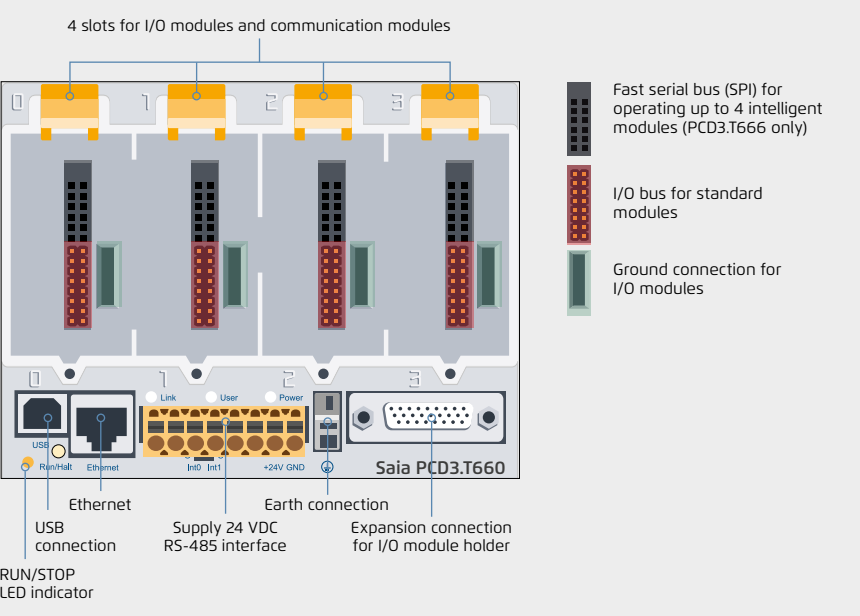 4 slots for I/O modules and communication modules
0 1 2 3
Fast serial bus (SPI) for
operating up to 4 intelligent
modules (PCD3.T666 only)
I/O bus for standard
modules
Ground connection for
I/O modules
0 1 2 3
Link User Power
USB
Run/Halt Ethernet Int0 Int1 +24V GND
Saia PCD3.T660
Ethernet
Earth connection
USB
connection
Supply 24 VDC
RS-485 interface
Expansion connection
for I/O module holder
RUN/STOP
LED indicator